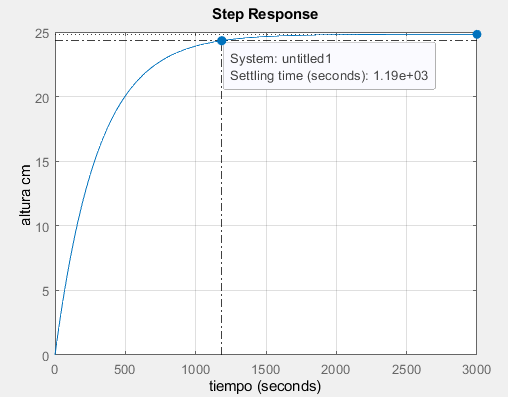 Step Response
25
20
15
10
5
0
altura cm
System: untitled1
Settling time (seconds): 1.19e+03
0 500 1000 1500 2000 2500 3000
tiempo (seconds)